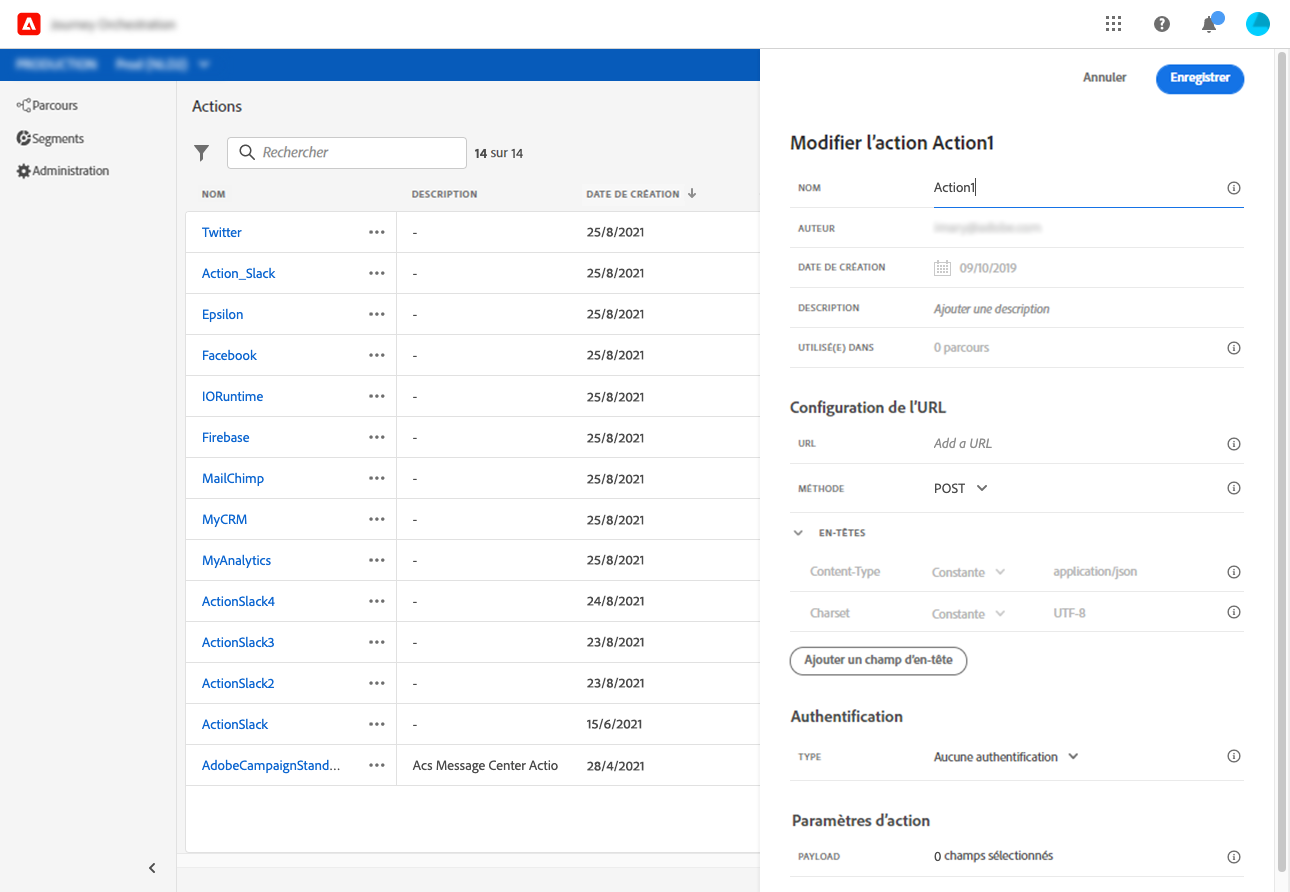 Annuler
Enregistrer
Parcours
Segments
Administration
Actions
Rechercher
14 sur 14
NOM DESCRIPTION DATE DE CRÉATION
Twitter - 25/8/2021
Action_Slack - 25/8/2021
Epsilon - 25/8/2021
Facebook - 25/8/2021
IORuntime - 25/8/2021
Firebase - 25/8/2021
MailChimp - 25/8/2021
MyCRM - 25/8/2021
MyAnalytics - 25/8/2021
ActionSlack4 - 24/8/2021
ActionSlack3 - 23/8/2021
ActionSlack2 - 23/8/2021
ActionSlack - 15/6/2021
AdobeCampaignStand... Acs Message Center Actio 28/4/2021
Modifier l'action Action1
NOM Action1
AUTEUR
DATE DE CRÉATION 09/10/2019
DESCRIPTION Ajouter une description
UTILISÉ(E) DANS 0 parcours
Configuration de l'URL
URL Add a URL
MÉTHODE POST
EN-TÊTES
Content-Type Constante application/json
Charset Constante UTF-8
Ajouter un champ d'en-tête
Authentification
TYPE Aucune authentification
Paramètres d'action
PAYLOAD 0 champs sélectionnés